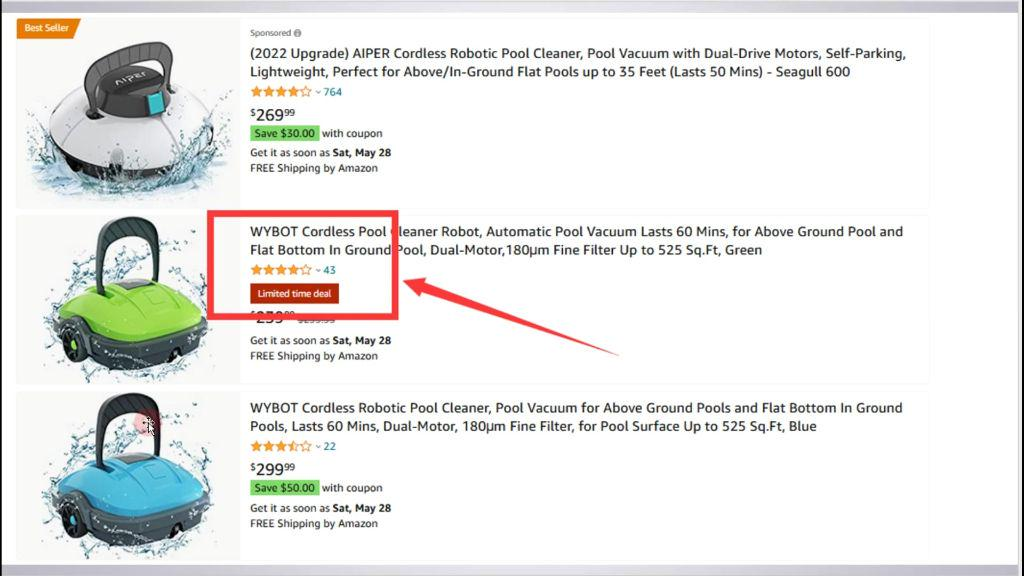 Best Seller
Sponsored
(2022 Upgrade) AIPER Cordless Robotic Pool Cleaner, Pool Vacuum with Dual-Drive Motors, Self-Parking,
Lightweight, Perfect for Above/In-Ground Flat Pools up to 35 Feet (Lasts 50 Mins) - Seagull 600
764
$269.99
Save $30.00 with coupon
Get it as soon as Sat, May 28
FREE Shipping by Amazon
AIPER
WYBOT Cordless Pool Cleaner Robot, Automatic Pool Vacuum Lasts 60 Mins, for Above Ground Pool and
Flat Bottom In Ground Pool, Dual-Motor,180μm Fine Filter Up to 525 Sq.Ft, Green
43
Limited time deal
Get it as soon as Sat, May 28
FREE Shipping by Amazon
WYBOT Cordless Robotic Pool Cleaner, Pool Vacuum for Above Ground Pools and Flat Bottom In Ground
Pools, Lasts 60 Mins, Dual-Motor, 180μm Fine Filter, for Pool Surface Up to 525 Sq.Ft, Blue
22
$299.99
Save $50.00 with coupon
Get it as soon as Sat, May 28
FREE Shipping by Amazon